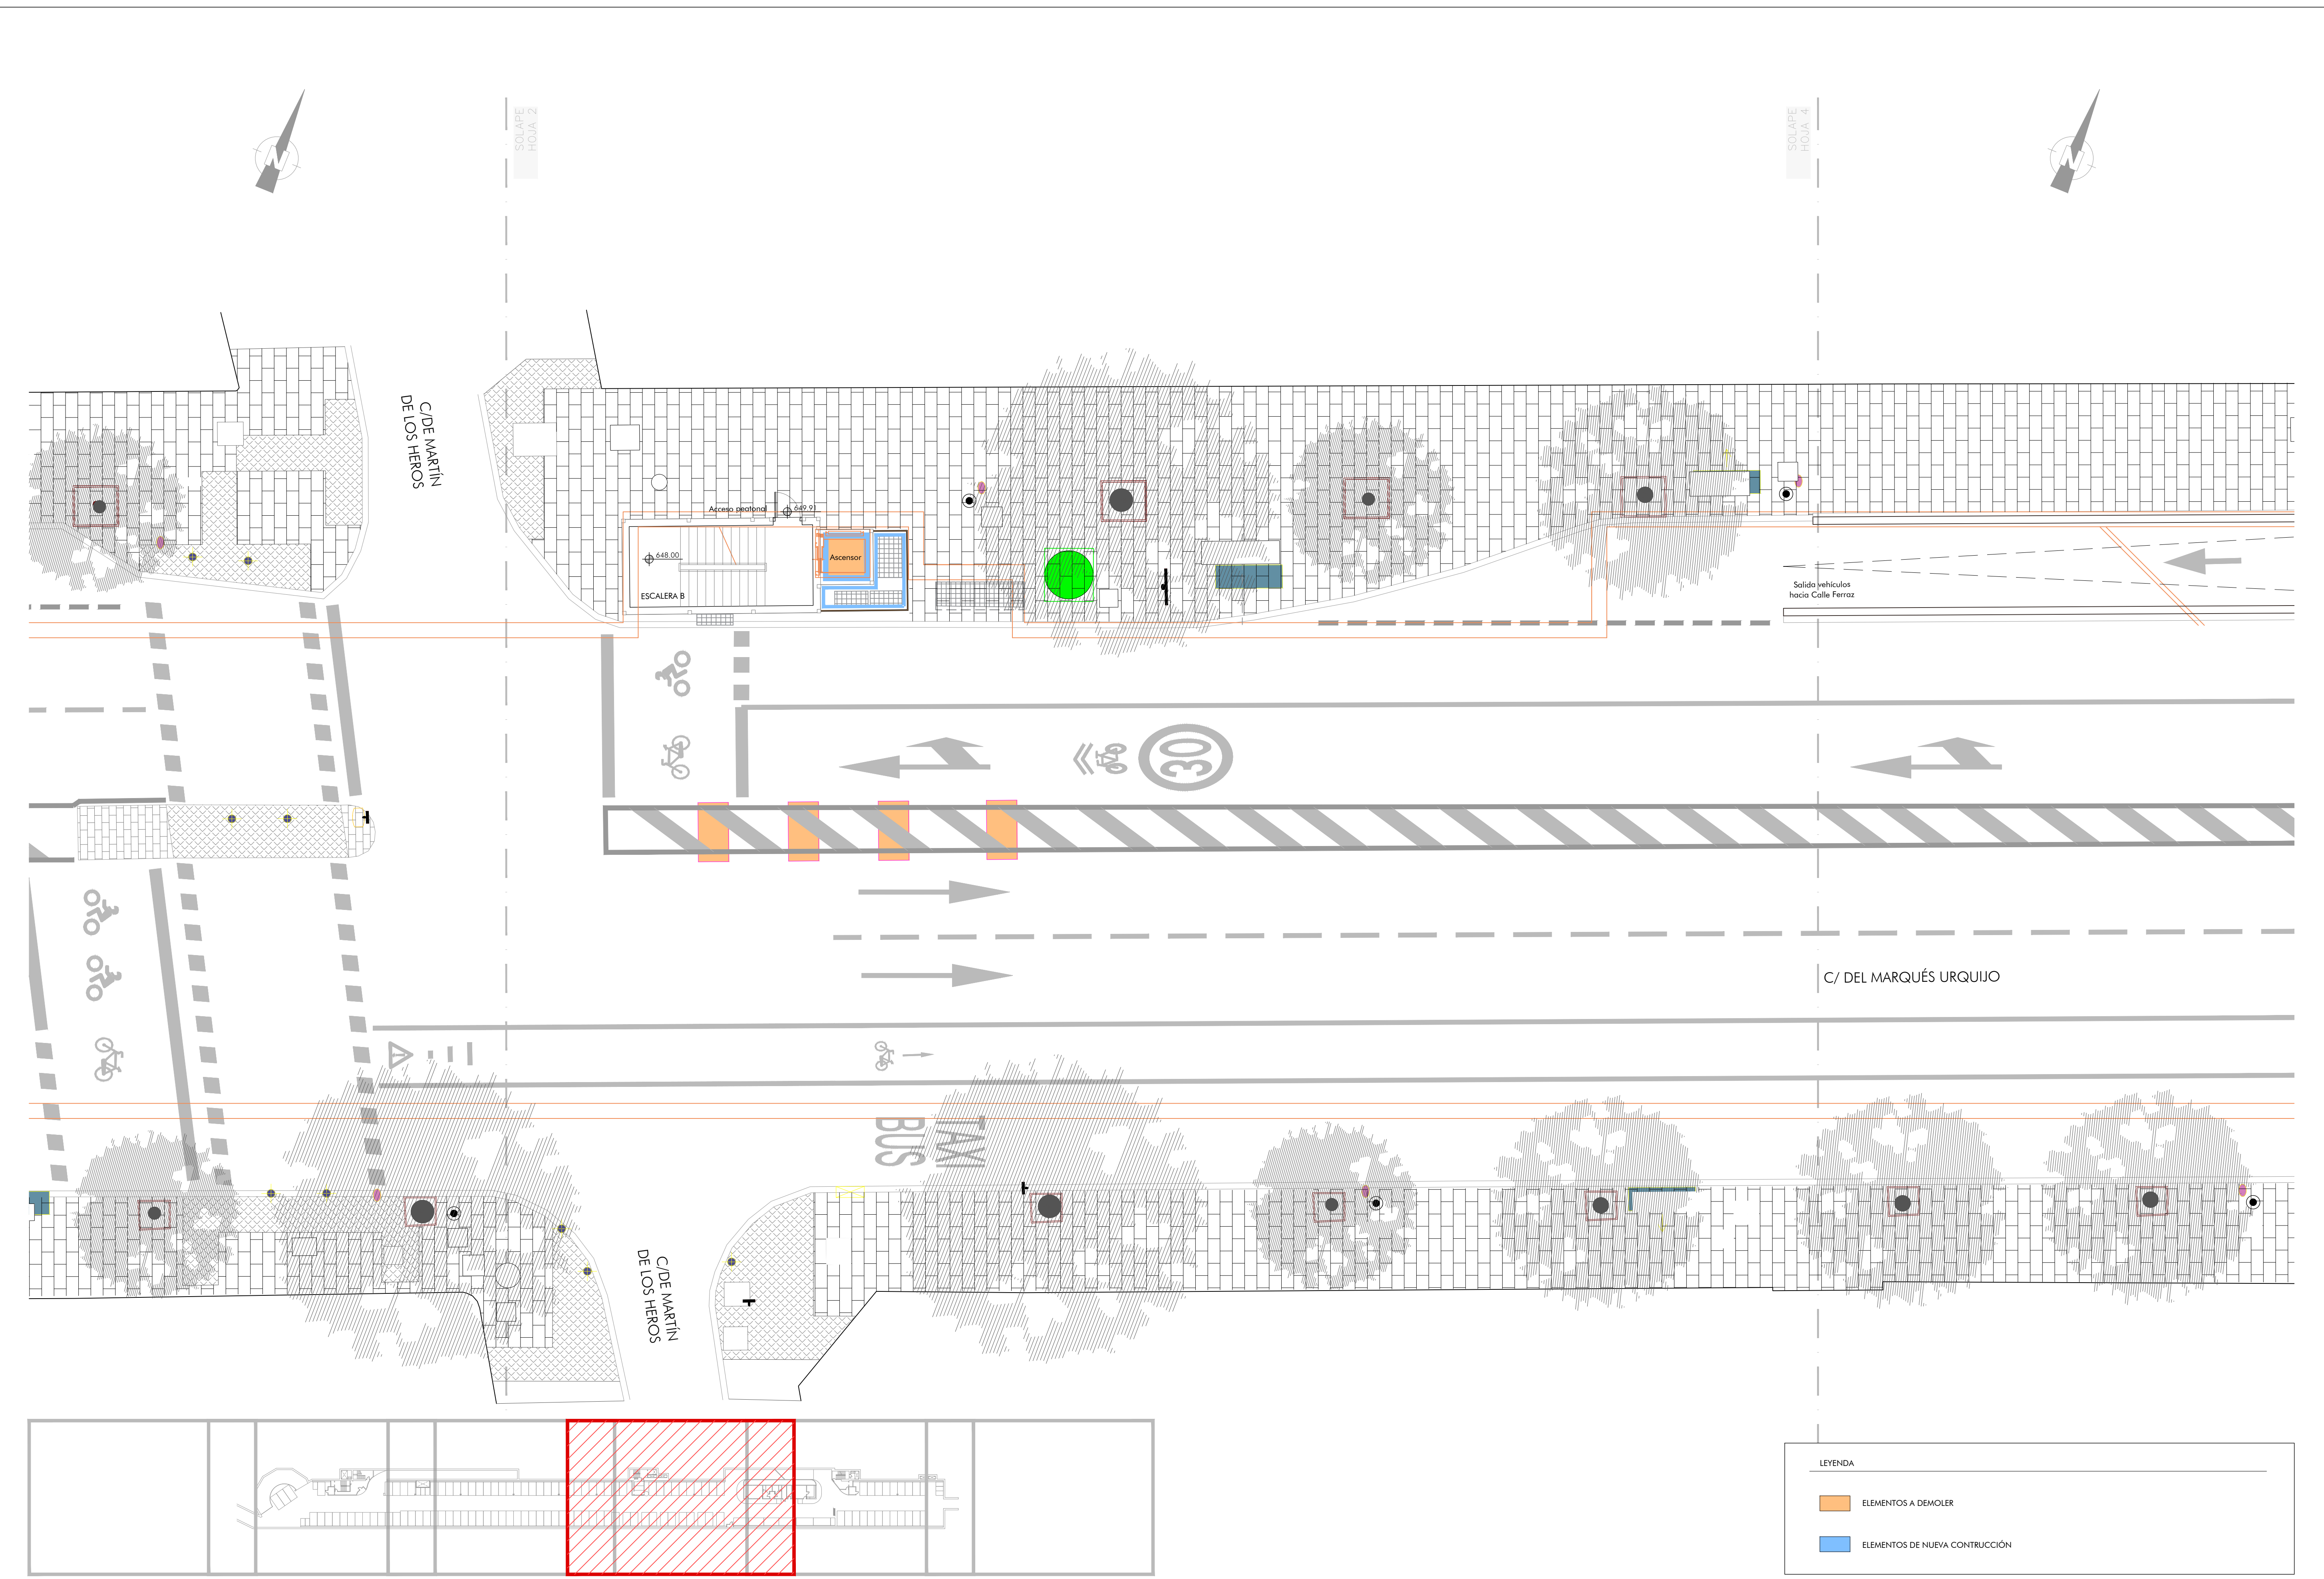 N
SOLAPE
HOJA 2
SOLAPE
HOJA 4
N
C/DE MARTÍN
DE LOS HEROS
Acceso peatonal
649.91
648.00
Ascensor
ESCALERA B
Salida vehículos
hacia Calle Ferraz
30
C/ DEL MARQUÉS URQUIJO
TAXI
BUS
C/DE MARTÍN
DE LOS HEROS
LEYENDA
ELEMENTOS A DEMOLER
ELEMENTOS DE NUEVA CONTRUCCIÓN